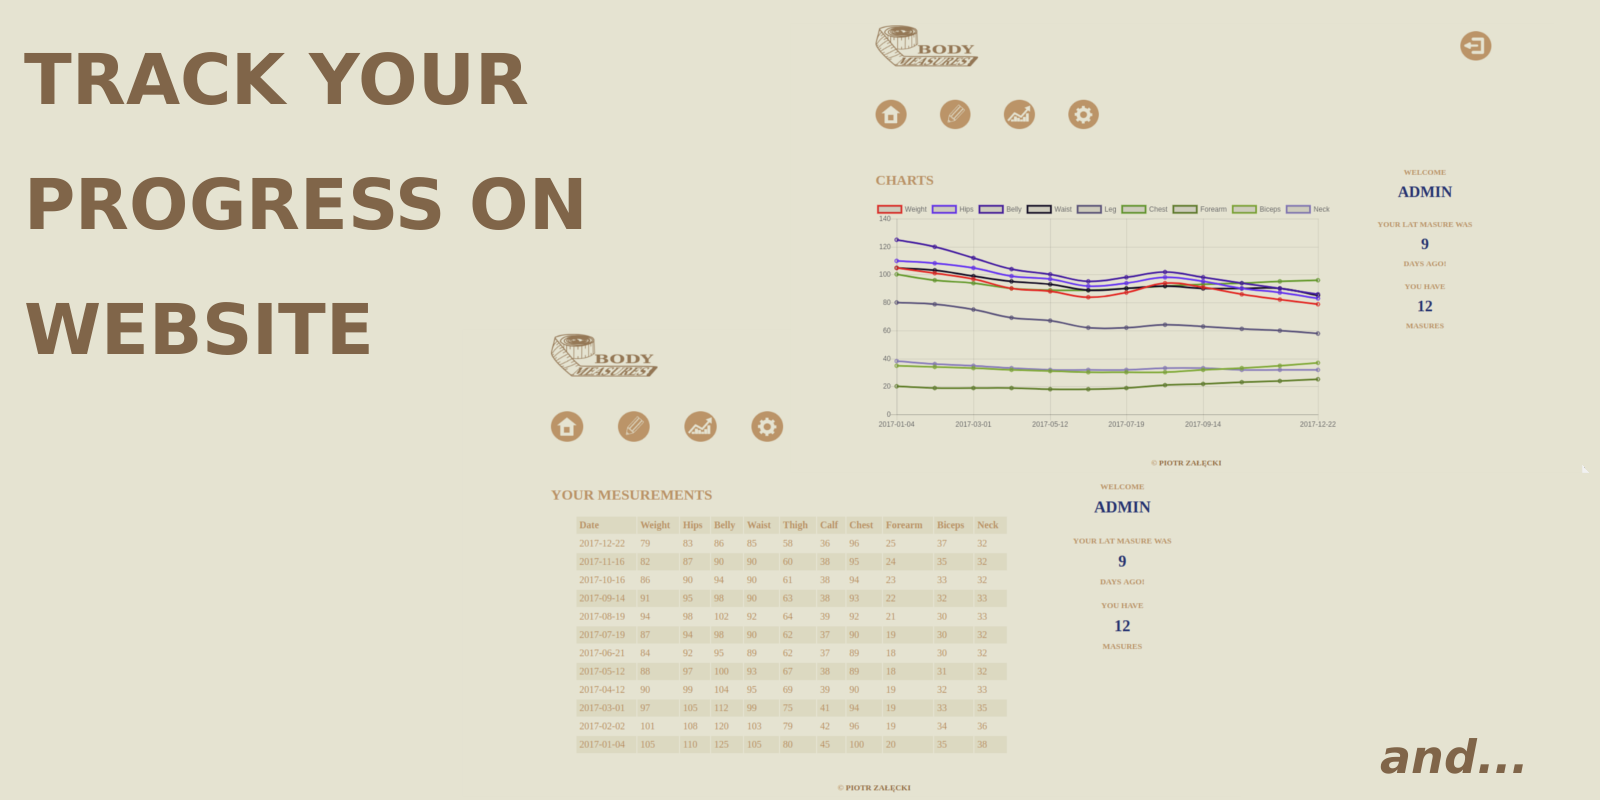 TRACK YOUR
PROGRESS ON
WEBSITE
BODY
MEASURES
CHARTS
Weight Hips Belly Waist Leg Chest Forearm Biceps Neck
140
120
100
80
60
40
20
0
2017-01-04 2017-03-01 2017-05-12 2017-07-19 2017-09-14 2017-12-22
WELCOME
ADMIN
YOUR LAT MASURE WAS
9
DAYS AGO!
YOU HAVE
12
MASURES
© PIOTR ZAŁĘCKI
BODY
MEASURES
YOUR MESUREMENTS
Date Weight Hips Belly Waist Thigh Calf Chest Forearm Biceps Neck
2017-12-22 79 83 86 85 58 36 96 25 37 32
2017-11-16 82 87 90 90 60 38 95 24 35 32
2017-10-16 86 90 94 90 61 38 94 23 33 32
2017-09-14 91 95 98 90 63 38 93 22 32 33
2017-08-19 94 98 102 92 64 39 92 21 30 33
2017-07-19 87 94 98 90 62 37 90 19 30 32
2017-06-21 84 92 95 89 62 37 89 18 30 32
2017-05-12 88 97 100 93 67 38 89 18 31 32
2017-04-12 90 99 104 95 69 39 90 19 32 33
2017-03-01 97 105 112 99 75 41 94 19 33 35
2017-02-02 101 108 120 103 79 42 96 19 34 36
2017-01-04 105 110 125 105 80 45 100 20 35 38
WELCOME
ADMIN
YOUR LAT MASURE WAS
9
DAYS AGO!
YOU HAVE
12
MASURES
© PIOTR ZAŁĘCKI
and...